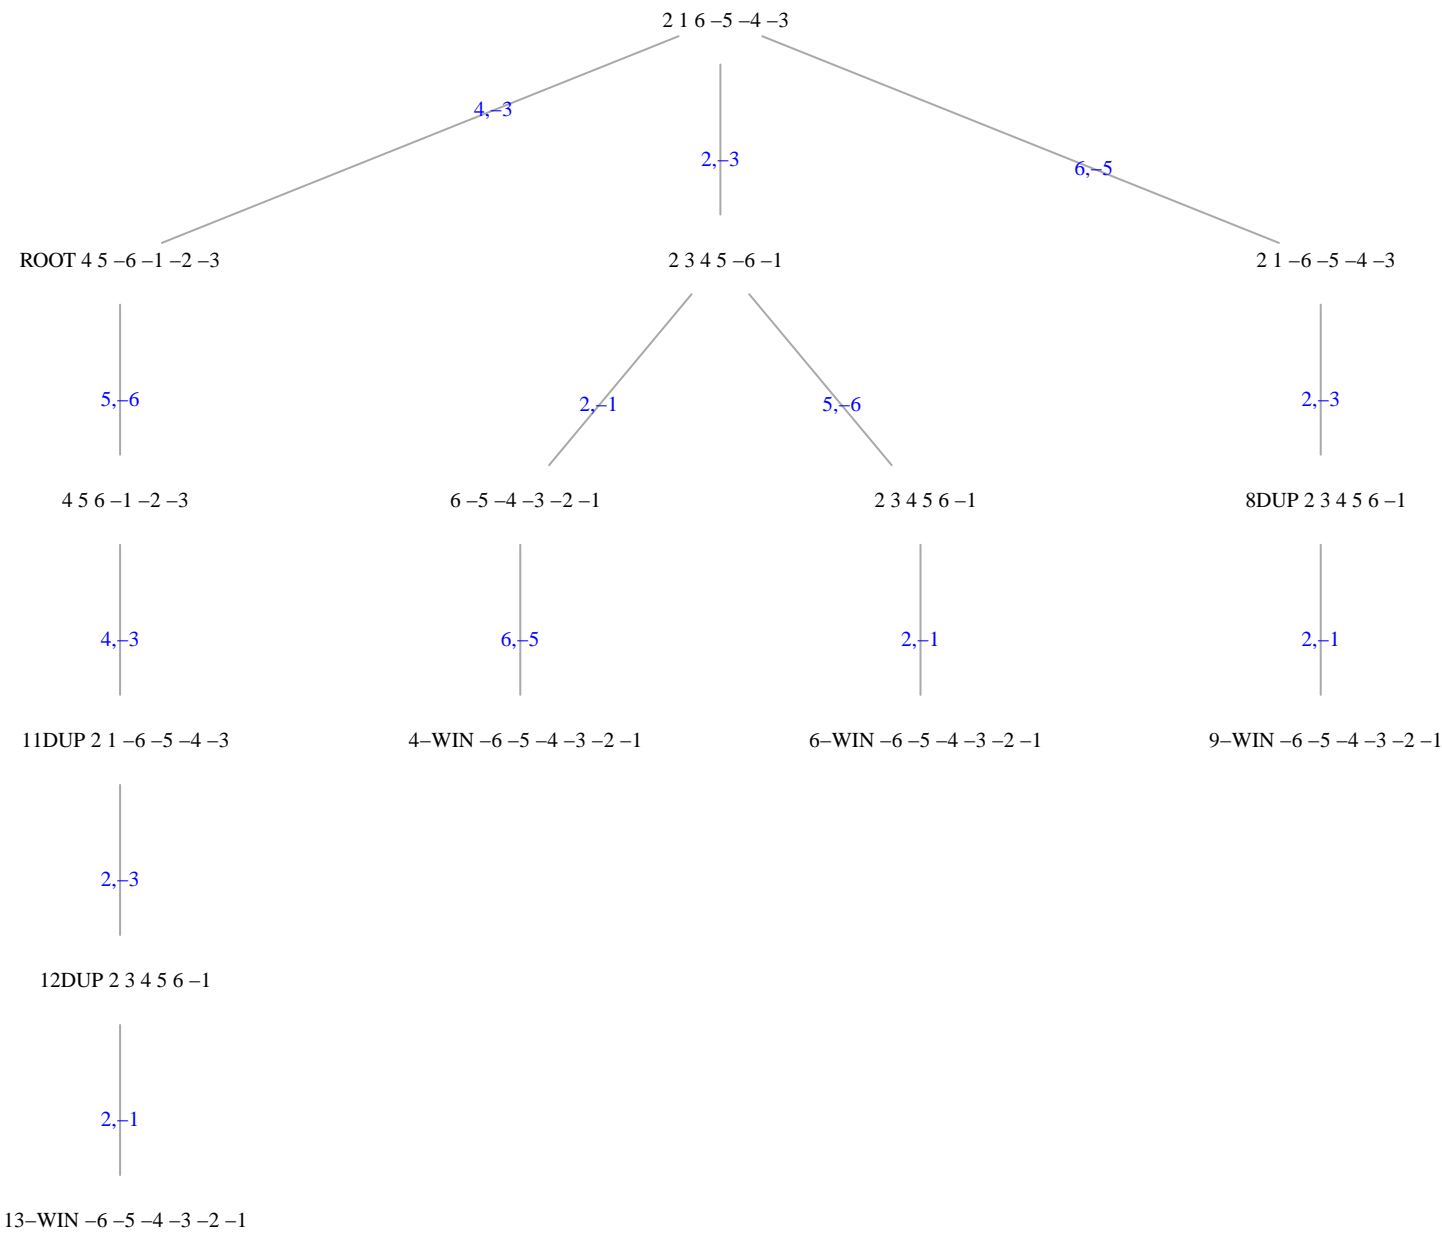 2 1 6 –5 –4 –3
4,–3
2,–3
6,–5
ROOT 4 5 –6 –1 –2 –3
2 3 4 5 –6 –1
2 1 –6 –5 –4 –3
5,–6
2,–1
5,–6
2,–3
4 5 6 –1 –2 –3
6 –5 –4 –3 –2 –1
2 3 4 5 6 –1
8DUP 2 3 4 5 6 –1
4,–3
6,–5
2,–1
2,–1
11DUP 2 1 –6 –5 –4 –3
4–WIN –6 –5 –4 –3 –2 –1
6–WIN –6 –5 –4 –3 –2 –1
9–WIN –6 –5 –4 –3 –2 –1
2,–3
12DUP 2 3 4 5 6 –1
2,–1
13–WIN –6 –5 –4 –3 –2 –1